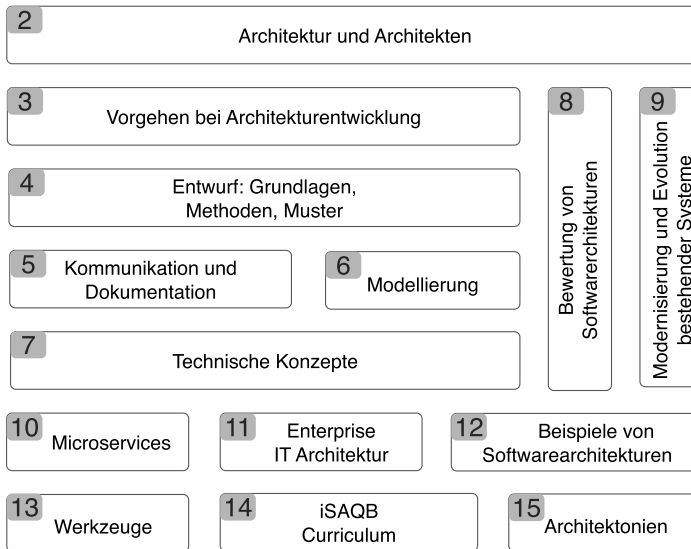 2
Architektur und Architekten
3
Vorgehen bei Architekturentwicklung
4
Entwurf: Grundlagen,
Methoden, Muster
5
Kommunikation und
Dokumentation
6
Modellierung
7
Technische Konzepte
8
Bewertung von
Softwarerchitekturen
9
Modernisierung und Evolution
bestehender Systeme
10
Microservices
11
Enterprise
IT Architektur
12
Beispiele von
Softwarearchitekturen
13
Werkzeuge
14
iSAQB
Curriculum
15
Architektonien